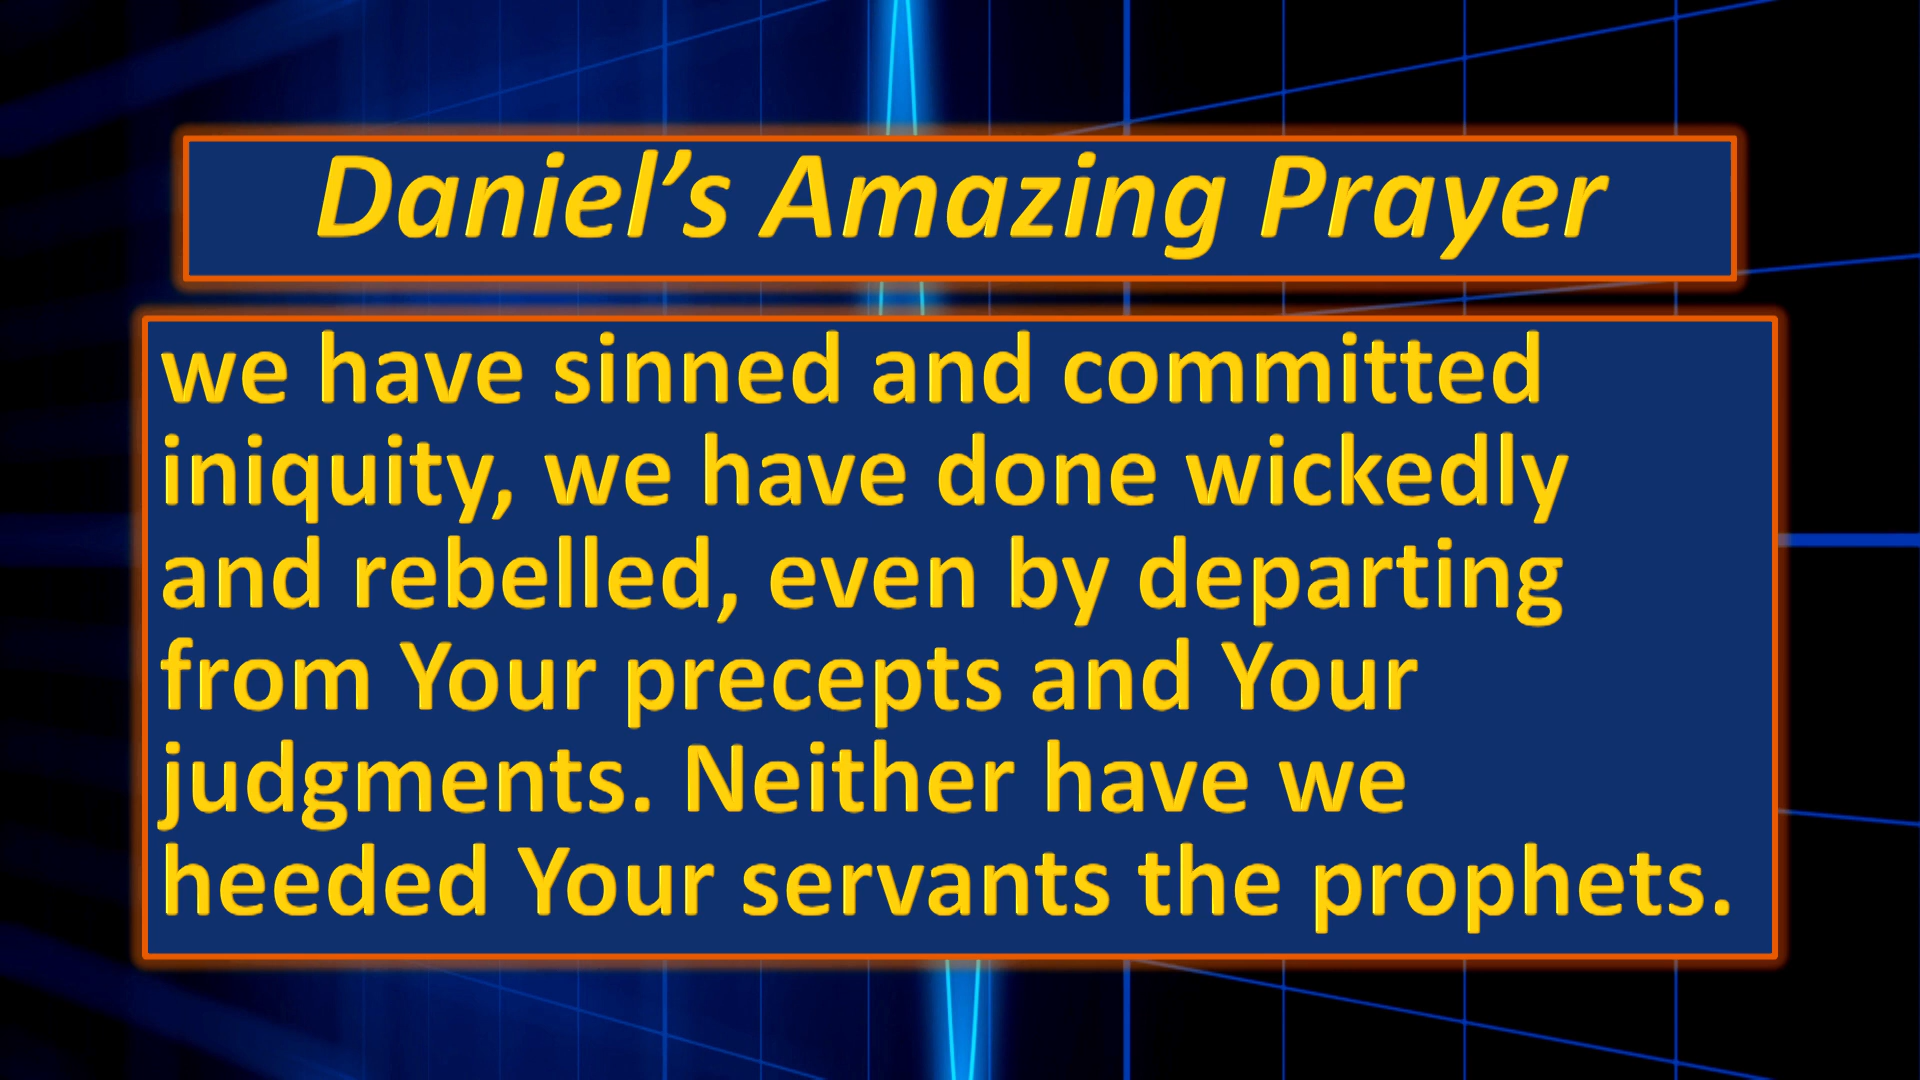 Daniel’s Amazing Prayer
we have sinned and committed
iniquity, we have done wickedly
and rebelled, even by departing
from Your precepts and Your
judgments. Neither have we
heeded Your servants the prophets.